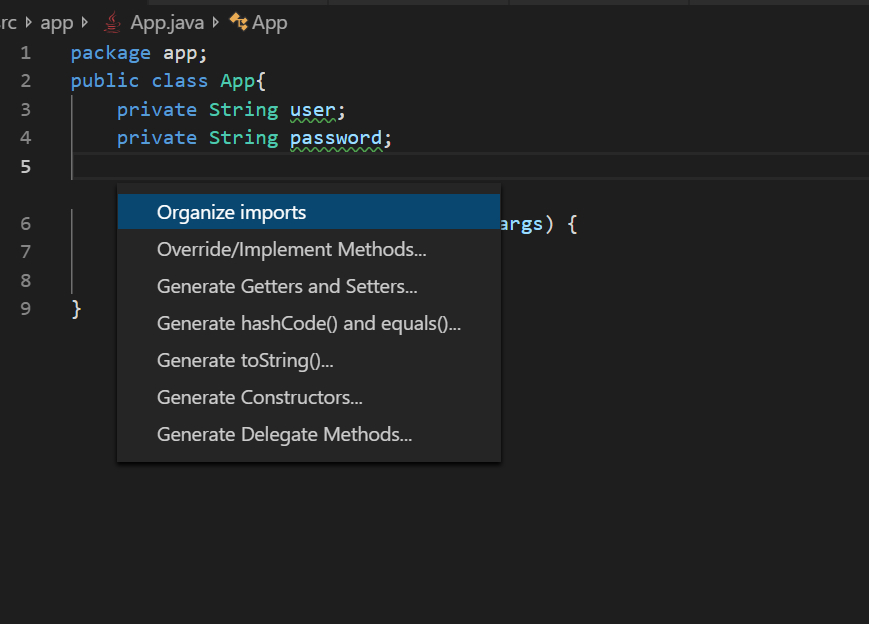 rc app App.java App
1 package app;
2 public class App{
3 private String user;
4 private String password;
5
Organize imports
6 args) {
Override/Implement Methods...
7
8 Generate Getters and Setters...
9 }
Generate hashCode() and equals()...
Generate toString()...
Generate Constructors...
Generate Delegate Methods...